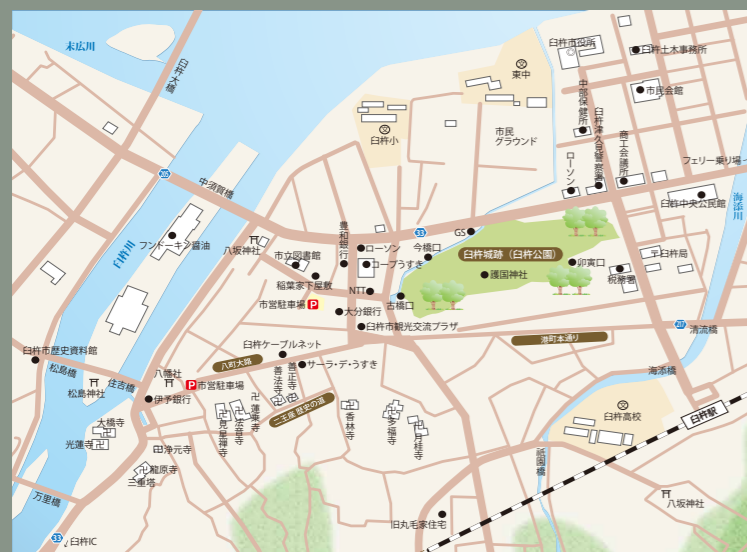 末広川
臼杵大橋
臼杵市役所
臼杵土木事務所
東中
市民会館
中部保健所
臼杵津久見警察署
商工会議所
市民
グラウンド
臼杵小
ローソン
フェリー乗り場
205
中須賀橋
臼杵中央公民館
海添川
臼杵川
フンドーキン醤油
八坂神社
豊和銀行
33
GS
ローソン
今橋口
市立図書館
コープうすき
臼杵城跡（臼杵公園）
卯寅口
〒臼杵局
護国神社
税務署
稲葉家下屋敷
NTT
市営駐車場 P
古橋口
大分銀行
臼杵市観光交流プラザ
207
清流橋
港町本通り
臼杵市歴史資料館
臼杵ケーブルネット
八町大路
サーラ・デ・うすき
松島橋
住吉橋
八幡社
P 市営駐車場
善法寺
善正寺
海添橋
松島神社
伊予銀行
蓮乗寺
二王座 歴史の道
臼杵高校
臼杵駅
大橋寺
見星禅寺
法音寺
香林寺
多福寺
月桂寺
光蓮寺
浄元寺
祇園橋
龍原寺
三重塔
万里橋
八坂神社
旧丸毛家住宅
33
臼杵IC